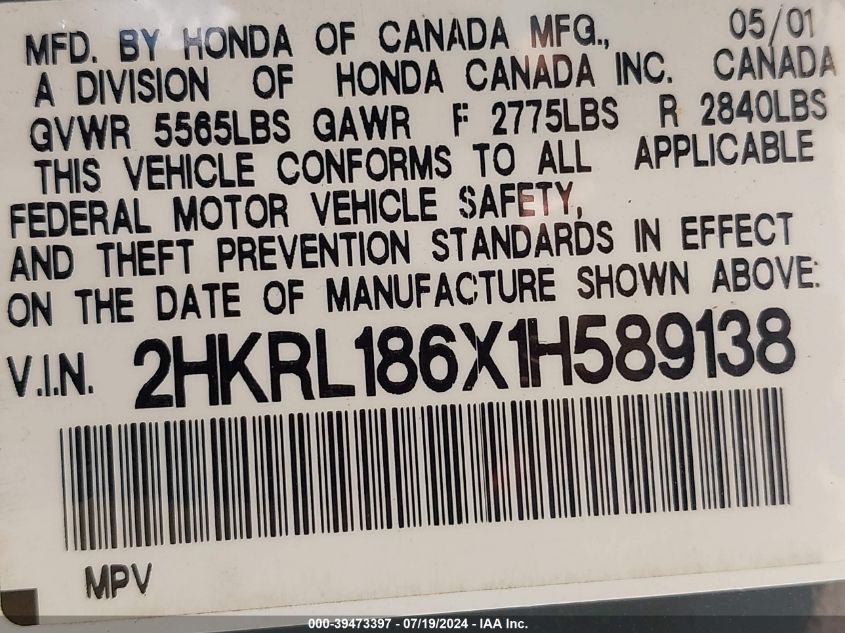 MFD. BY HONDA OF CANADA MFG., 05/01
A DIVISION OF HONDA CANADA INC. CANADA
GVWR 5565LBS GAWR F 2775LBS R 2840LBS
THIS VEHICLE CONFORMS TO ALL APPLICABLE
FEDERAL MOTOR VEHICLE SAFETY,
AND THEFT PREVENTION STANDARDS IN EFFECT
ON THE DATE OF MANUFACTURE SHOWN ABOVE:
V.I.N. 2HKRL186X1H589138
MPV
000-39473397 - 07/19/2024 - IAA Inc.